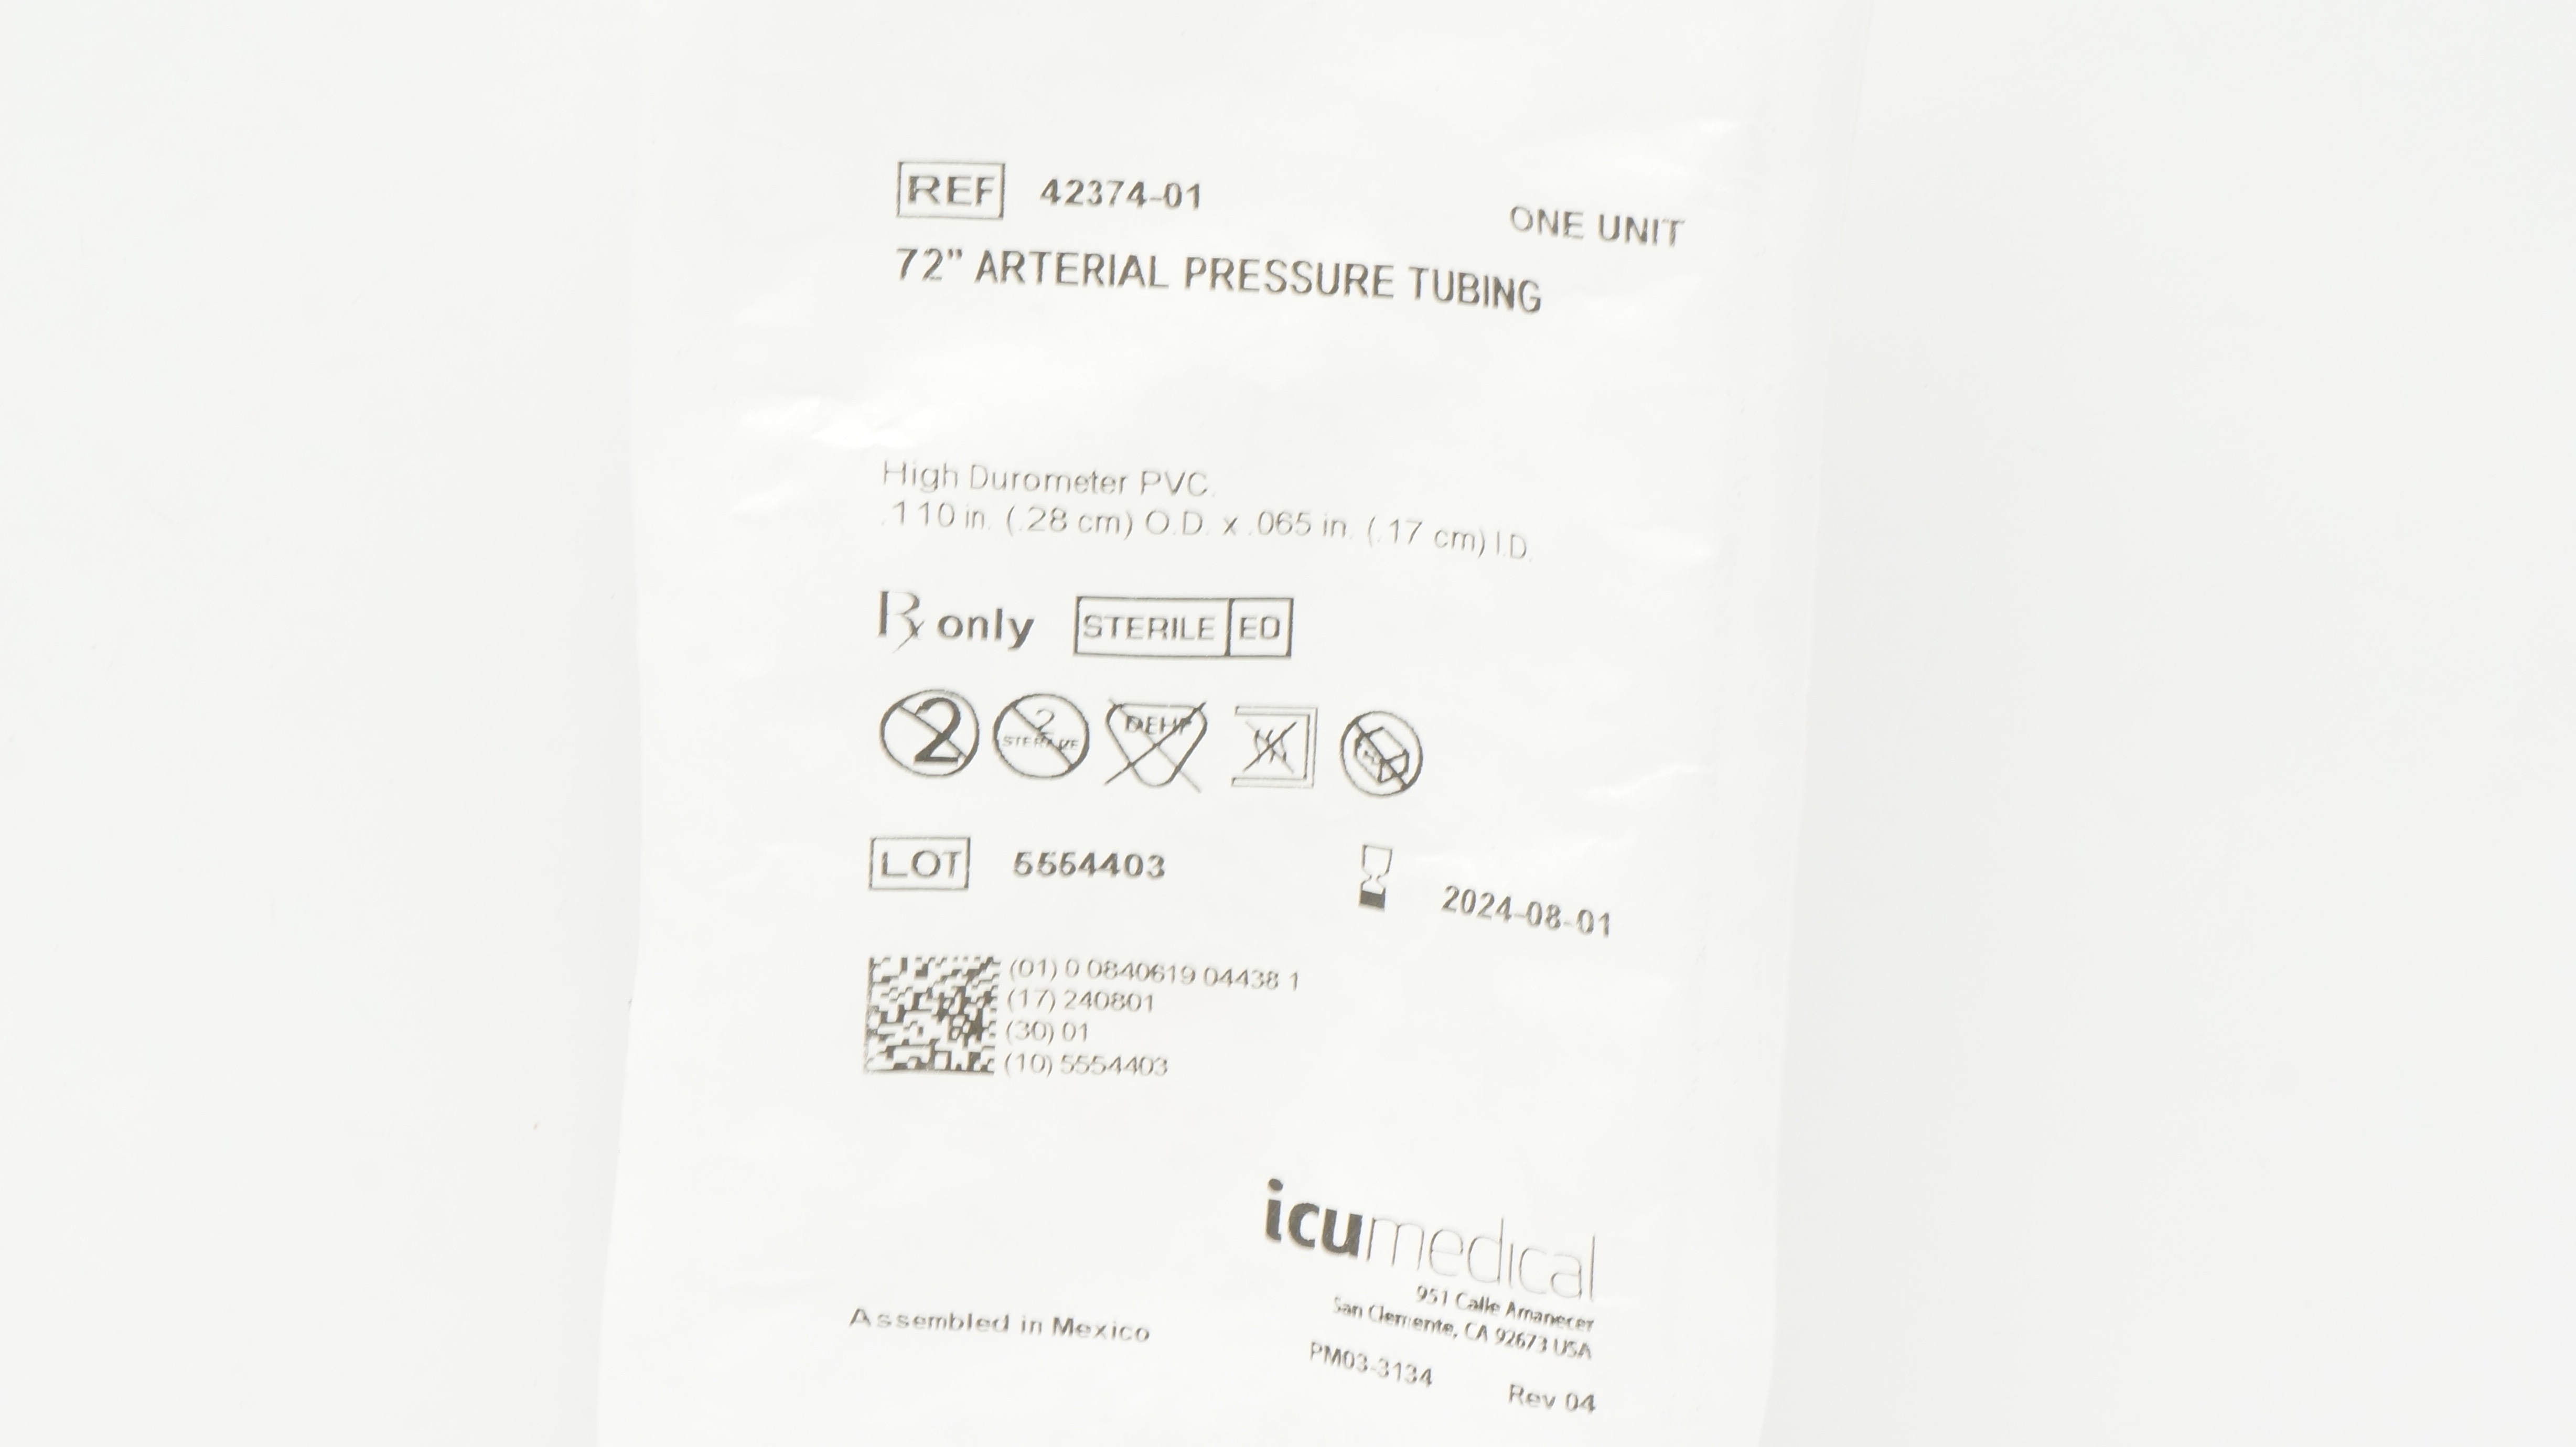 REF 42374-01
ONE UNIT
72" ARTERIAL PRESSURE TUBING
High Durometer PVC.
.110 in. (.28 cm) O.D. x .065 in. (.17 cm) I.D.
Rx only STERILE EO
2 2 STERILIZE DEHP
LOT 5554403 2024-08-01
(01) 0 0840619 04438 1
(17) 240801
(30) 01
(10) 5554403
icumedical
951 Calle Amanecer
San Clemente, CA 92673 USA
Assembled in Mexico
PM03-3134 Rev 04